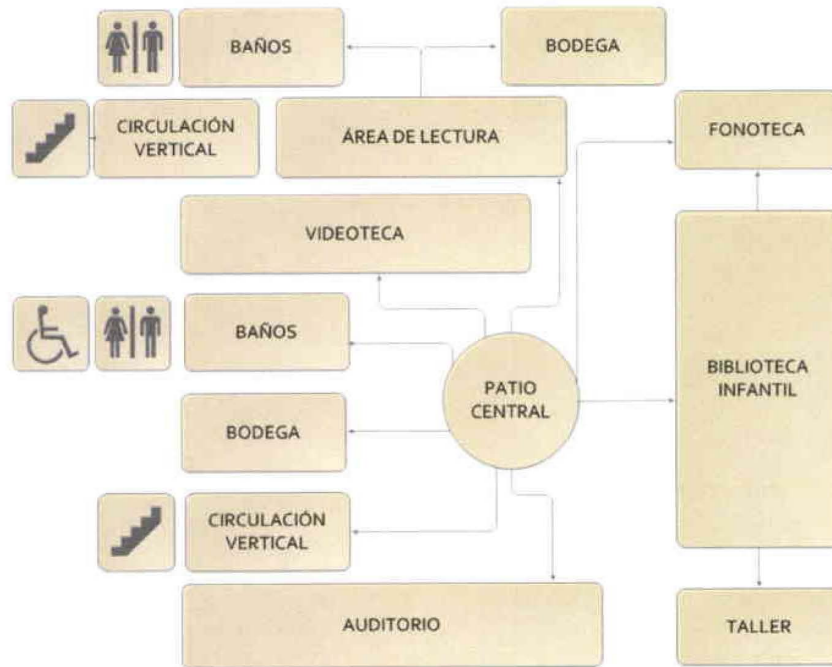 BAÑOS
BODEGA
CIRCULACIÓN
VERTICAL
ÁREA DE LECTURA
FONOTECA
VIDEOTECA
BAÑOS
PATIO
CENTRAL
BIBLIOTECA
INFANTIL
BODEGA
CIRCULACIÓN
VERTICAL
AUDITORIO
TALLER